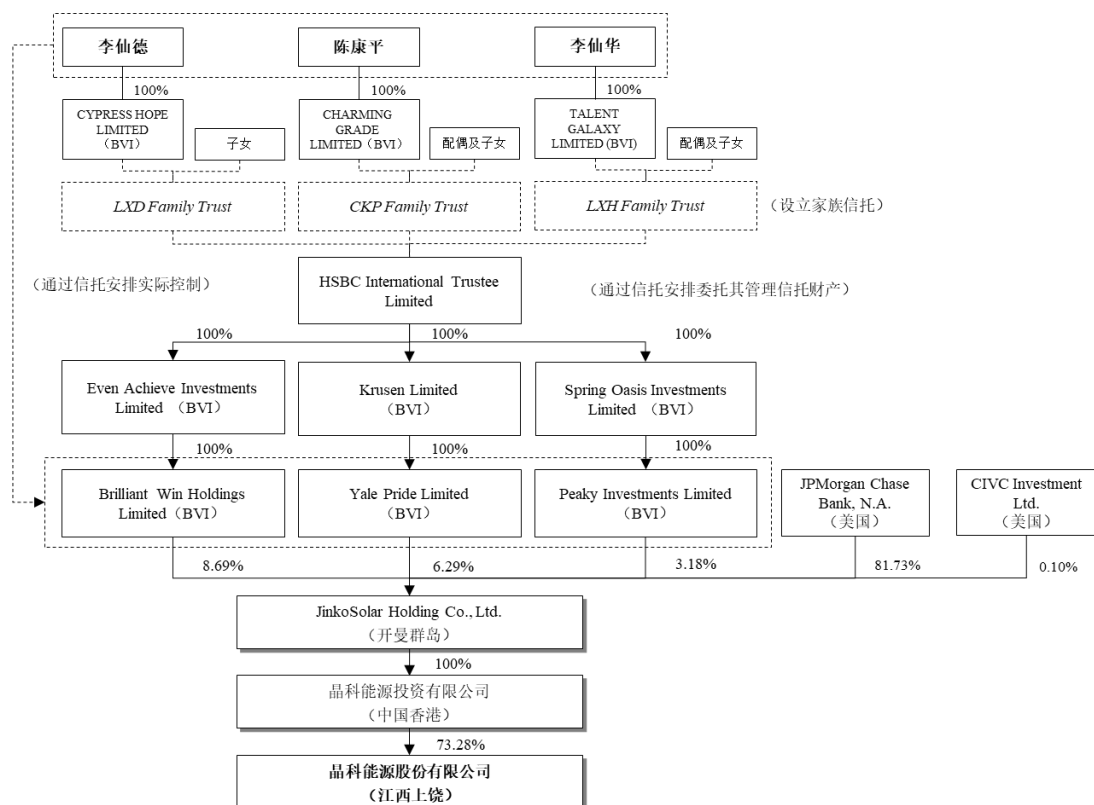 李仙德
陈康平
李仙华
100%
100%
100%
CYPRESS HOPE
LIMITED
（BVI）
子女
CHARMING
GRADE
LIMITED（BVI）
配偶及子女
TALENT
GALAXY
LIMITED (BVI)
配偶及子女
LXD Family Trust
CKP Family Trust
LXH Family Trust
（设立家族信托）
（通过信托安排实际控制）
HSBC International Trustee
Limited
（通过信托安排委托其管理信托财产）
100%
100%
100%
Even Achieve Investments
Limited （BVI）
Krusen Limited
（BVI）
Spring Oasis Investments
Limited （BVI）
100%
100%
100%
Brilliant Win Holdings
Limited（BVI）
Yale Pride Limited
（BVI）
Peaky Investments Limited
（BVI）
JPMorgan Chase
Bank, N.A.
（美国）
CIVC Investment
Ltd.
（美国）
8.69%
6.29%
3.18%
81.73%
0.10%
JinkoSolar Holding Co., Ltd.
（开曼群岛）
100%
晶科能源投资有限公司
（中国香港）
73.28%
晶科能源股份有限公司
（江西上饶）